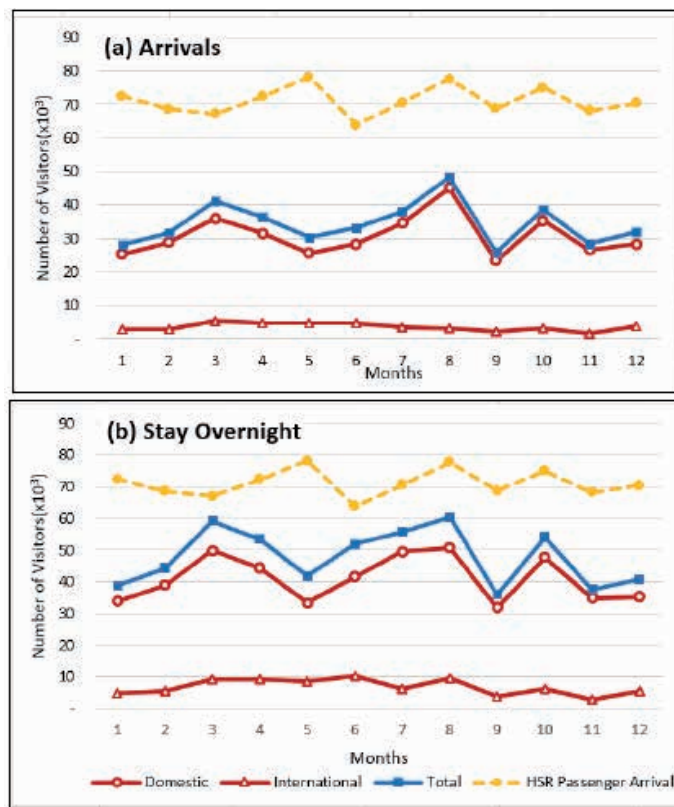 (a) Arrivals
90
80
70
60
50
40
30
20
10
-
Number of Visitors(x10³)
1 2 3 4 5 6 7 8 9 10 11 12
Months
(b) Stay Overnight
90
80
70
60
50
40
30
20
10
-
Number of Visitors(x10³)
1 2 3 4 5 6 7 8 9 10 11 12
Months
Domestic International Total HSR Passenger Arrival